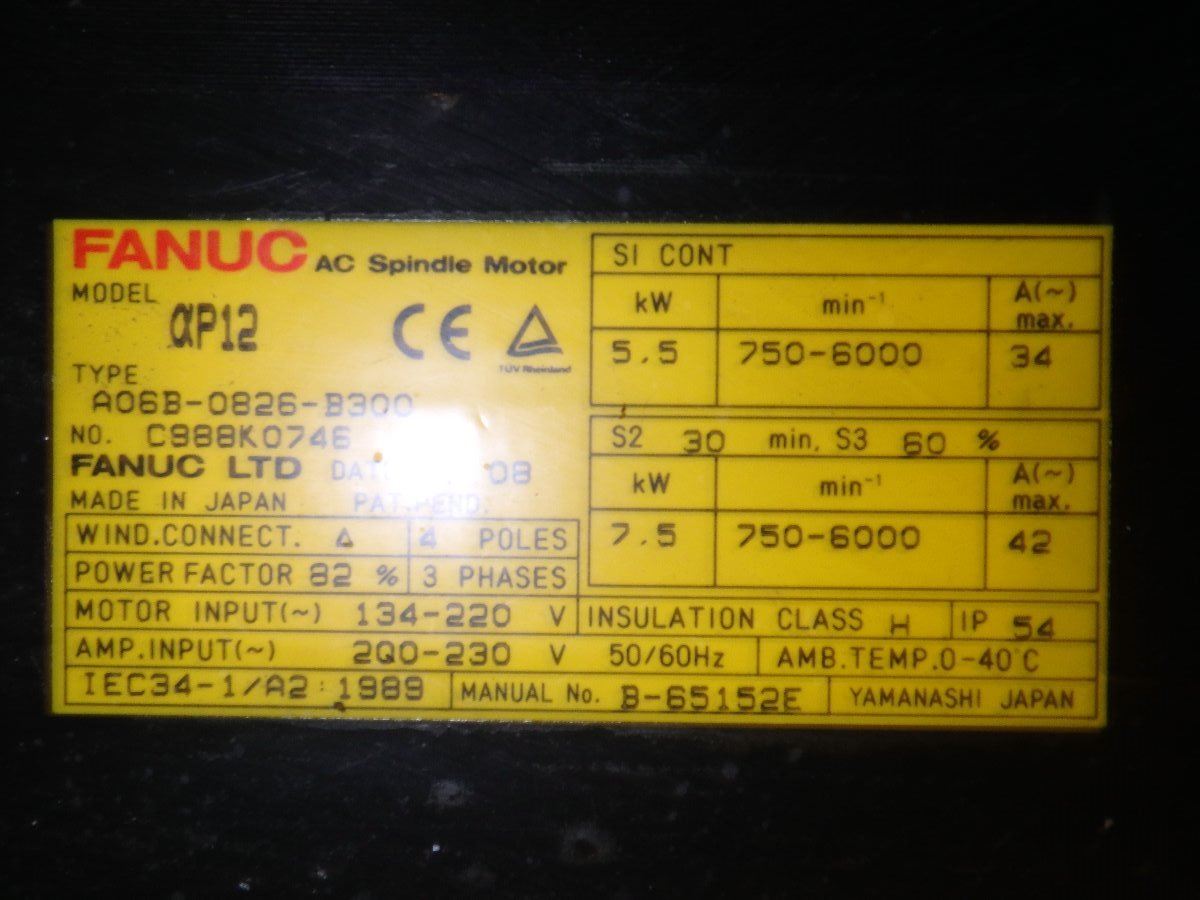 FANUC AC Spindle Motor
MODEL
αP12
CE
TÜV Rheinland
TYPE
A06B-0826-B300
NO. C988K0746
FANUC LTD 08
MADE IN JAPAN PAT. PEND.
WIND.CONNECT. △ 4 POLES
POWER FACTOR 82 % 3 PHASES
SI CONT
kW min⁻¹ A(~) max.
5.5 750-6000 34
S2 30 min, S3 60 %
kW min⁻¹ A(~) max.
7.5 750-6000 42
MOTOR INPUT(~) 134-220 V INSULATION CLASS H IP 54
AMP.INPUT(~) 200-230 V 50/60Hz AMB.TEMP.0-40°C
IEC34-1/A2:1989 MANUAL No. B-65152E YAMANASHI JAPAN